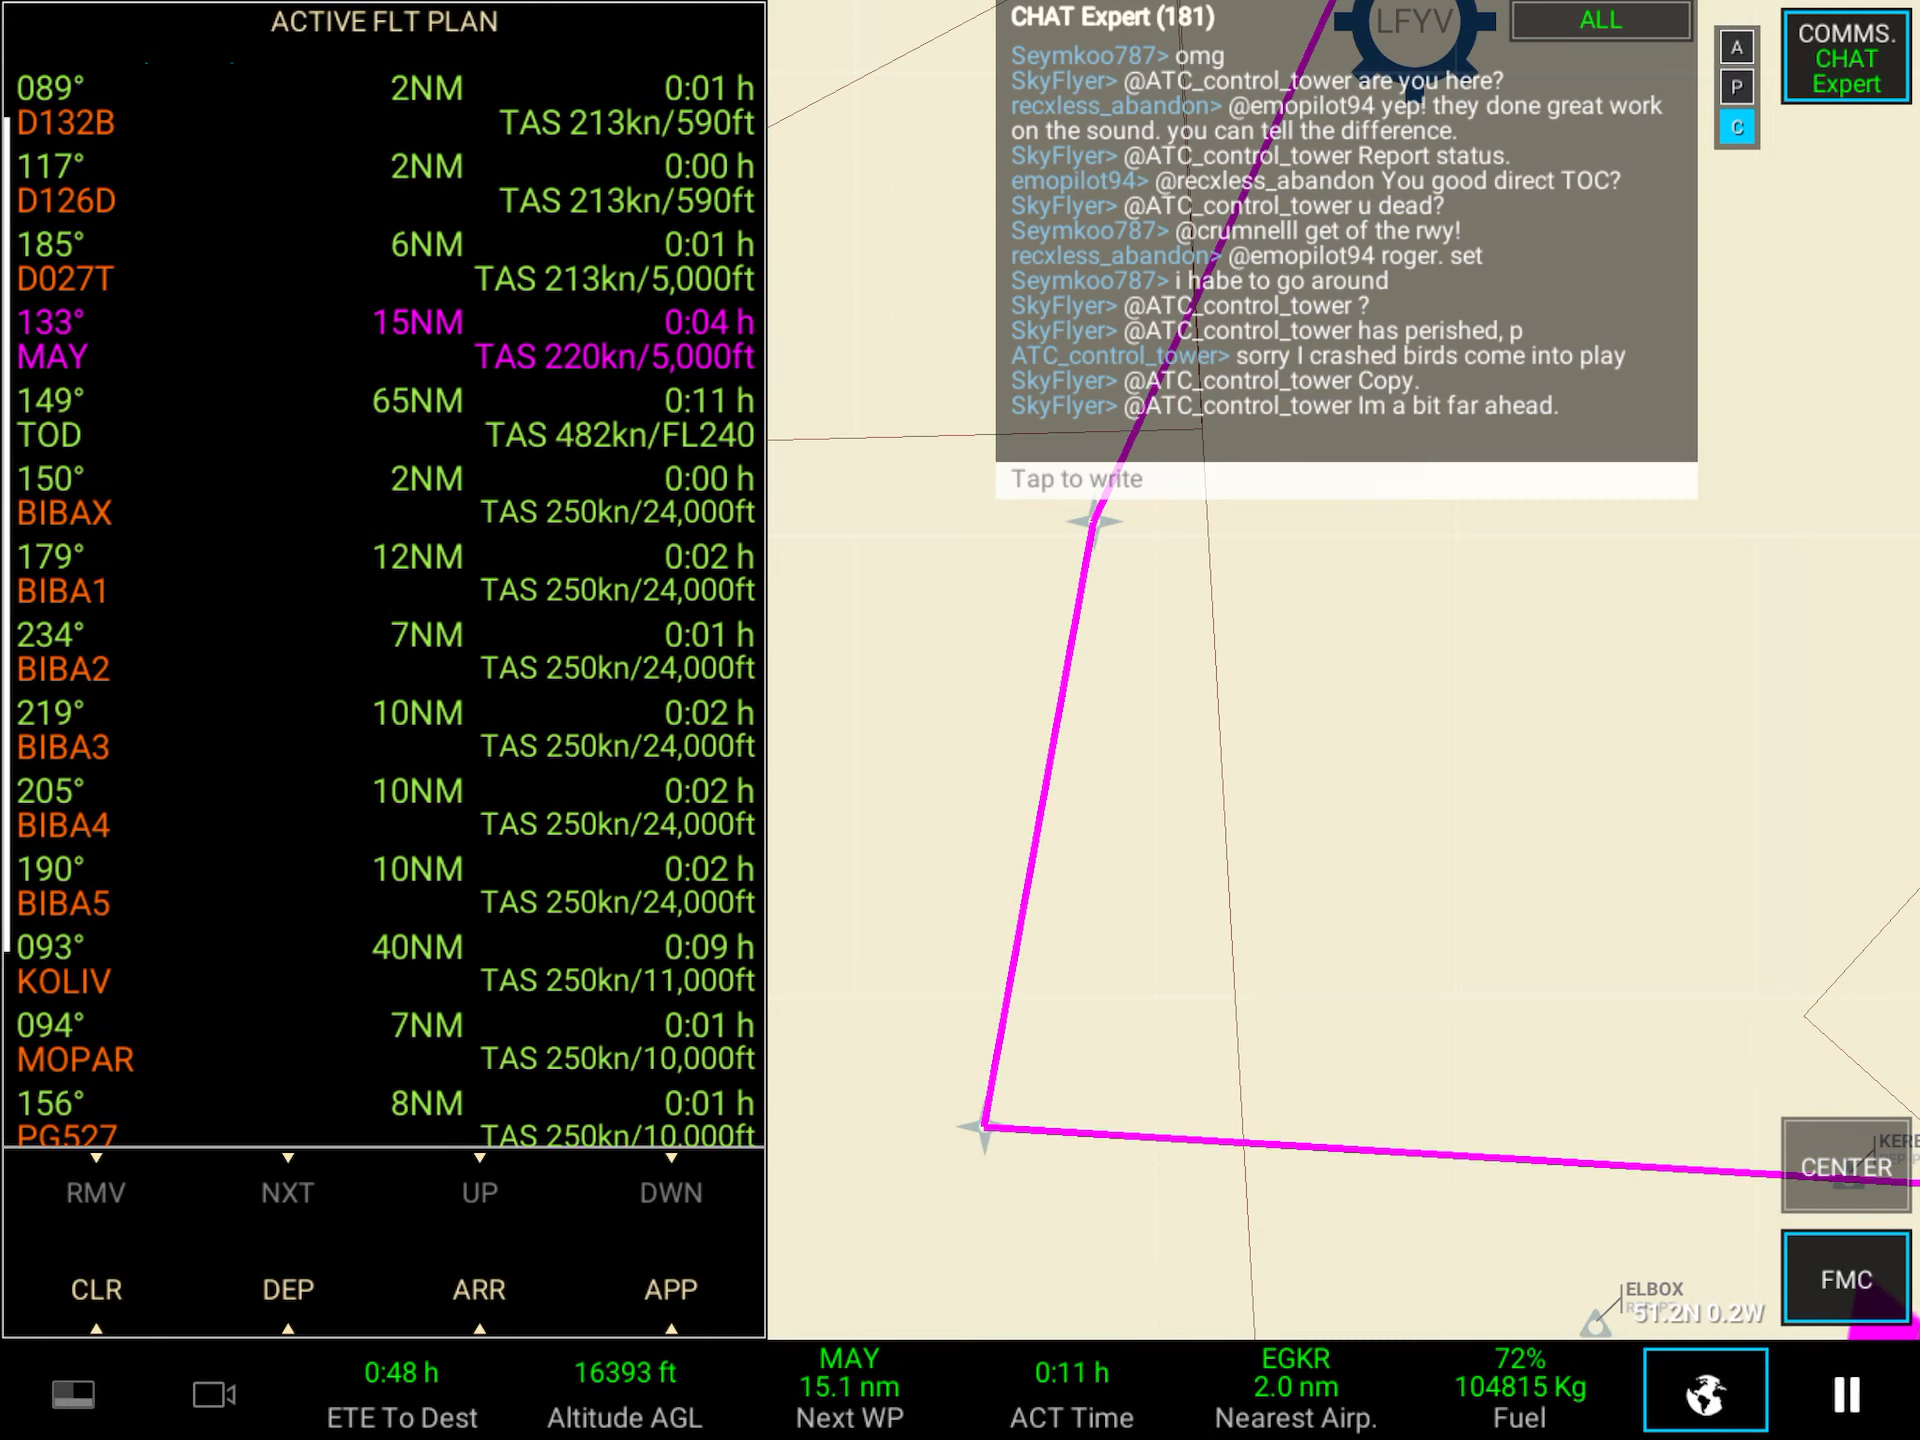 ACTIVE FLT PLAN
089° 2NM 0:01 h
D132B TAS 213kn/590ft
117° 2NM 0:00 h
D126D TAS 213kn/590ft
185° 6NM 0:01 h
D027T TAS 213kn/5,000ft
133° 15NM 0:04 h
MAY TAS 220kn/5,000ft
149° 65NM 0:11 h
TOD TAS 482kn/FL240
150° 2NM 0:00 h
BIBAX TAS 250kn/24,000ft
179° 12NM 0:02 h
BIBA1 TAS 250kn/24,000ft
234° 7NM 0:01 h
BIBA2 TAS 250kn/24,000ft
219° 10NM 0:02 h
BIBA3 TAS 250kn/24,000ft
205° 10NM 0:02 h
BIBA4 TAS 250kn/24,000ft
190° 10NM 0:02 h
BIBA5 TAS 250kn/24,000ft
093° 40NM 0:09 h
KOLIV TAS 250kn/11,000ft
094° 7NM 0:01 h
MOPAR TAS 250kn/10,000ft
156° 8NM 0:01 h
PG527 TAS 250kn/10,000ft
RMV NXT UP DWN
CLR DEP ARR APP
CHAT Expert (181)
LFYV
ALL
Seymkoo787> omg
SkyFlyer> @ATC_control_tower are you here?
recxless_abandon> @emopilot94 yep! they done great work
on the sound. you can tell the difference.
SkyFlyer> @ATC_control_tower Report status.
emopilot94> @recxless_abandon You good direct TOC?
SkyFlyer> @ATC_control_tower u dead?
Seymkoo787> @crumnelll get of the rwy!
recxless_abandon> @emopilot94 roger. set
Seymkoo787> i habe to go around
SkyFlyer> @ATC_control_tower ?
SkyFlyer> @ATC_control_tower has perished, p
ATC_control_tower> sorry I crashed birds come into play
SkyFlyer> @ATC_control_tower Copy.
SkyFlyer> @ATC_control_tower Im a bit far ahead.
Tap to write
A
P
C
COMMS.
CHAT
Expert
KERE
CENTER
FMC
ELBOX
51.2N 0.2W
0:48 h
ETE To Dest
16393 ft
Altitude AGL
MAY
15.1 nm
Next WP
0:11 h
ACT Time
EGKR
2.0 nm
Nearest Airp.
72%
104815 Kg
Fuel